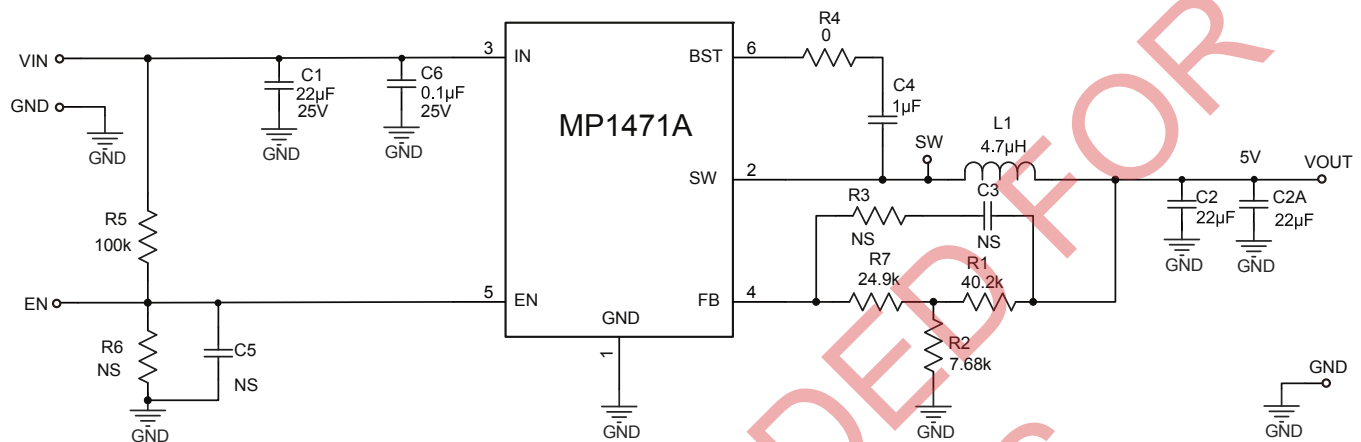 R4
0
VIN
3
IN
BST
6
C1
22µF
25V
C6
0.1µF
25V
C4
1µF
GND
GND
GND
GND
MP1471A
SW
L1
4.7µH
5V
VOUT
SW
2
R5
100k
R3
NS
C3
NS
C2
22µF
C2A
22µF
GND
GND
R7
24.9k
R1
40.2k
EN
5
EN
FB
4
GND
1
R6
NS
C5
NS
R2
7.68k
GND
GND
GND
GND
GND
DED FOR